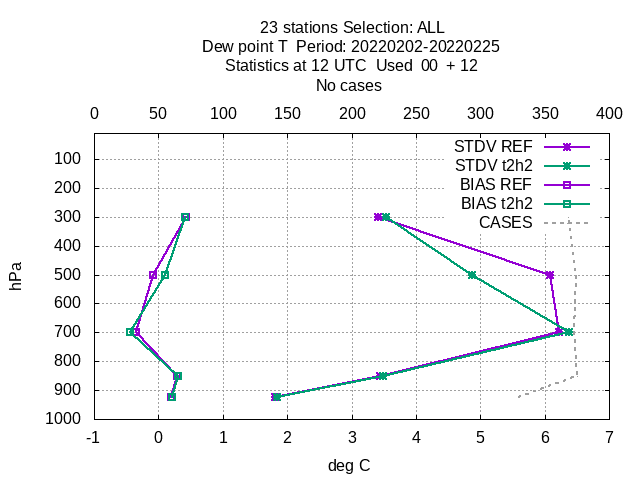 23 stations Selection: ALL
Dew point T  Period: 20220202-20220225
Statistics at 12 UTC  Used  00  + 12
No cases
0 50 100 150 200 250 300 350 400
STDV REF
STDV t2h2
BIAS REF
BIAS t2h2
CASES
100
200
300
400
500
600
700
800
900
1000
hPa
-1 0 1 2 3 4 5 6 7
deg C